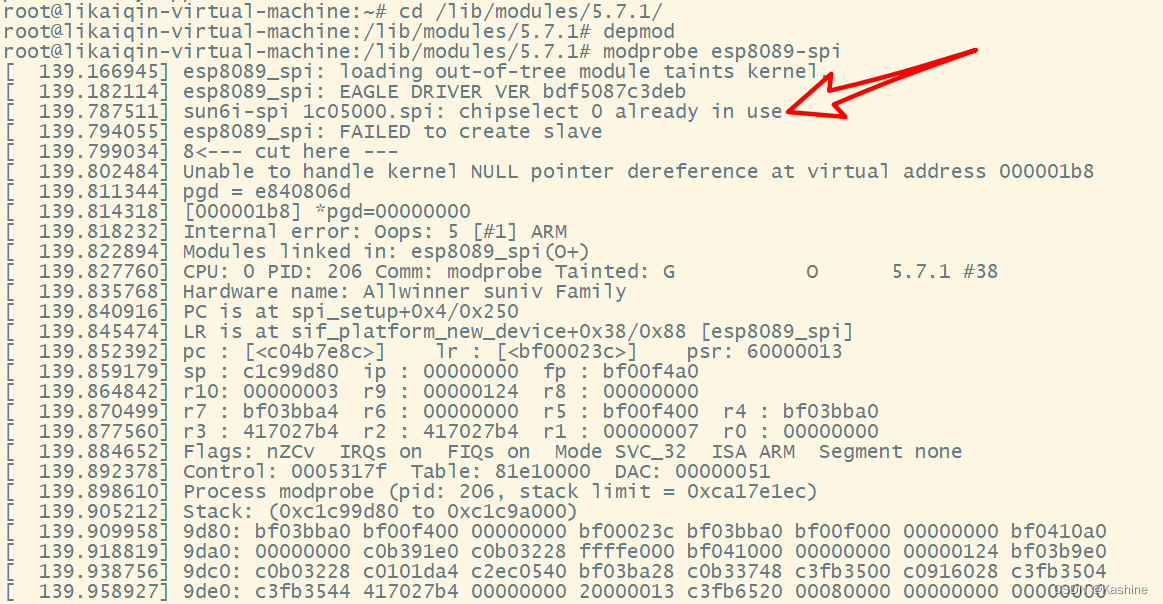 root@likaiqin-virtual-machine:~# cd /lib/modules/5.7.1/
root@likaiqin-virtual-machine:/lib/modules/5.7.1# depmod
root@likaiqin-virtual-machine:/lib/modules/5.7.1# modprobe esp8089-spi
[  139.166945] esp8089_spi: loading out-of-tree module taints kernel.
[  139.182114] esp8089_spi: EAGLE DRIVER VER bdf5087c3deb
[  139.787511] sun6i-spi 1c05000.spi: chipselect 0 already in use
[  139.794055] esp8089_spi: FAILED to create slave
[  139.799034] 8<--- cut here ---
[  139.802484] Unable to handle kernel NULL pointer dereference at virtual address 000001b8
[  139.811344] pgd = e840806d
[  139.814318] [000001b8] *pgd=00000000
[  139.818232] Internal error: Oops: 5 [#1] ARM
[  139.822894] Modules linked in: esp8089_spi(O+)
[  139.827760] CPU: 0 PID: 206 Comm: modprobe Tainted: G           O      5.7.1 #38
[  139.835768] Hardware name: Allwinner suniv Family
[  139.840916] PC is at spi_setup+0x4/0x250
[  139.845474] LR is at sif_platform_new_device+0x38/0x88 [esp8089_spi]
[  139.852392] pc : [<c04b7e8c>]    lr : [<bf00023c>]    psr: 60000013
[  139.859179] sp : c1c99d80  ip : 00000000  fp : bf00f4a0
[  139.864842] r10: 00000003  r9 : 00000124  r8 : 00000000
[  139.870499] r7 : bf03bba4  r6 : 00000000  r5 : bf00f400  r4 : bf03bba0
[  139.877560] r3 : 417027b4  r2 : 417027b4  r1 : 00000007  r0 : 00000000
[  139.884652] Flags: nZCv  IRQs on  FIQs on  Mode SVC_32  ISA ARM  Segment none
[  139.892378] Control: 0005317f  Table: 81e10000  DAC: 00000051
[  139.898610] Process modprobe (pid: 206, stack limit = 0xca17e1ec)
[  139.905212] Stack: (0xc1c99d80 to 0xc1c9a000)
[  139.909958] 9d80: bf03bba0 bf00f400 00000000 bf00023c bf03bba0 bf00f000 00000000 bf0410a0
[  139.918819] 9da0: 00000000 c0b391e0 c0b03228 ffffe000 bf041000 00000000 00000124 bf03b9e0
[  139.938756] 9dc0: c0b03228 c0101da4 c2ec0540 bf03ba28 c0b33748 c3fb3500 c0916028 c3fb3504
[  139.958927] 9de0: c3fb3544 417027b4 00000000 20000013 c3fb6520 00080000 00000000 00000000
CSDN @Kashine